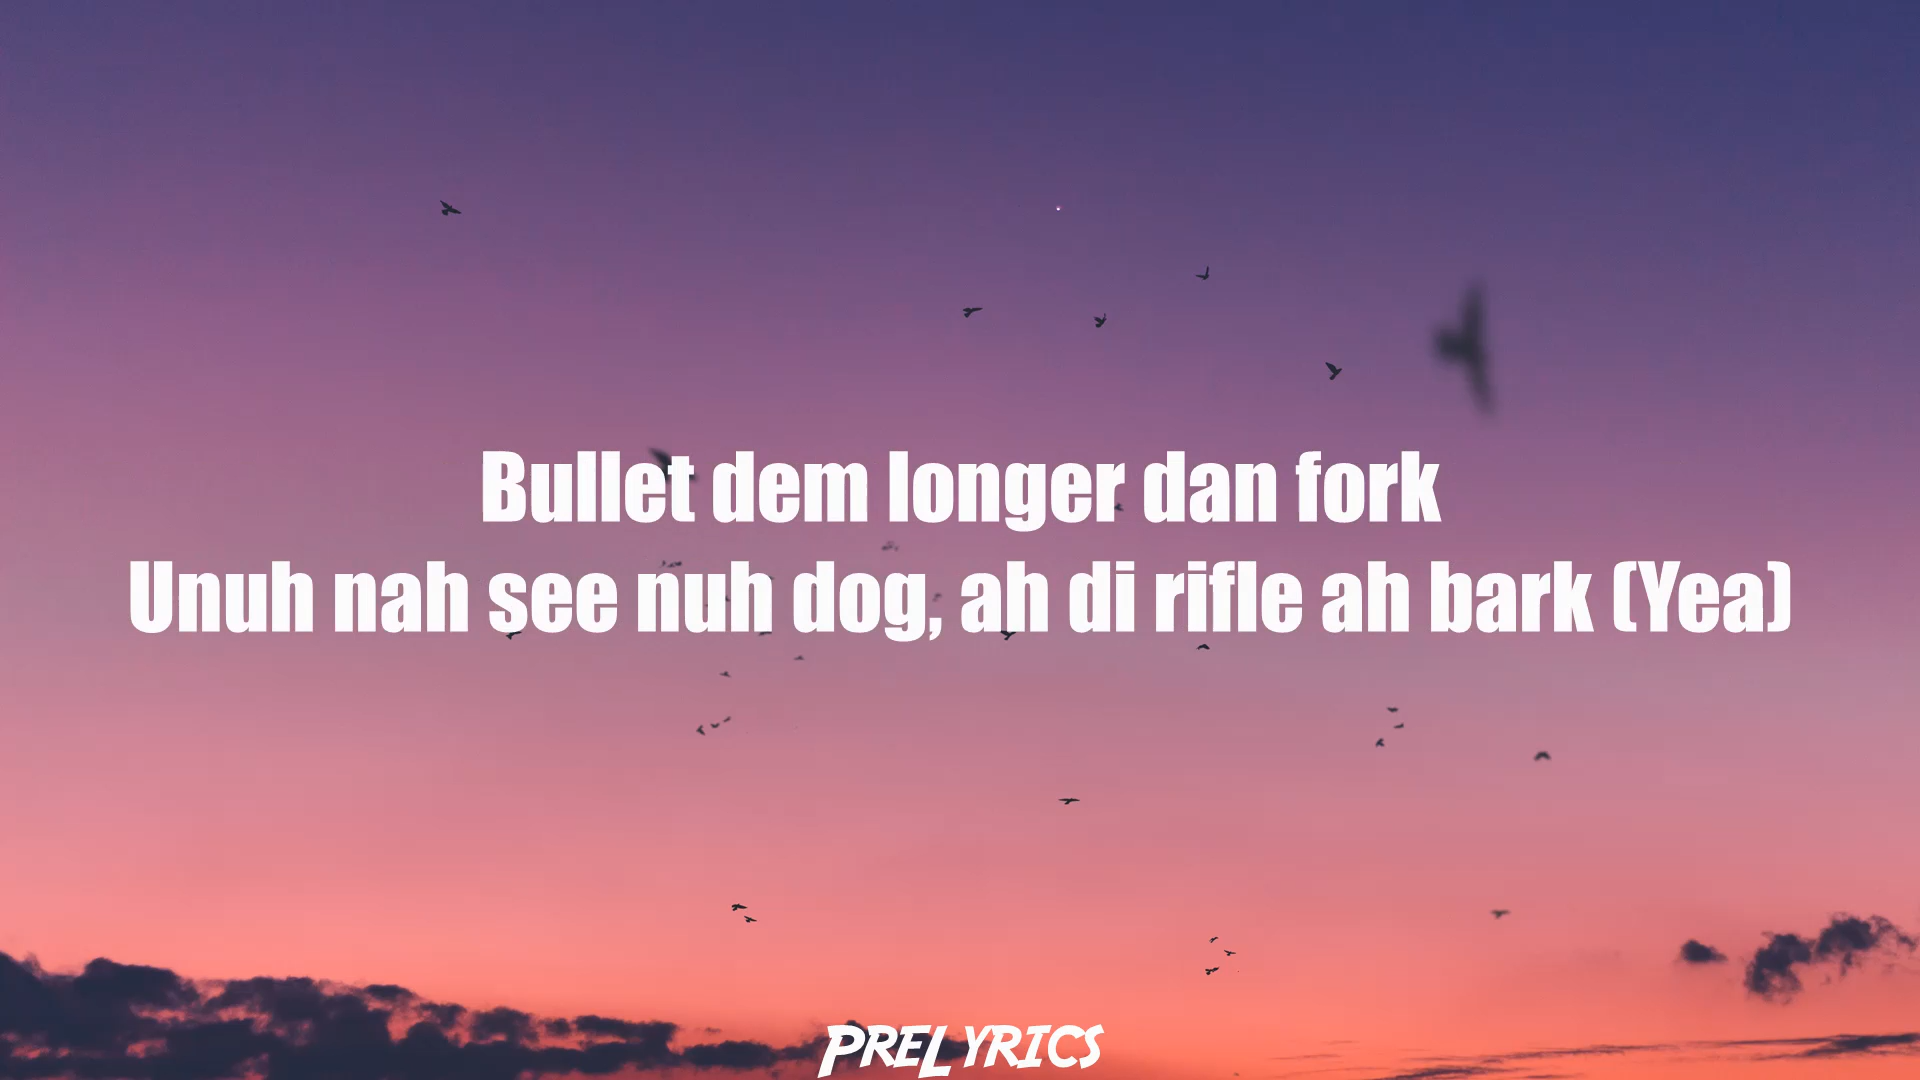 Bullet dem longer dan fork
Unuh nah see nuh dog, ah di rifle ah bark (Yea)
PRELYRICS